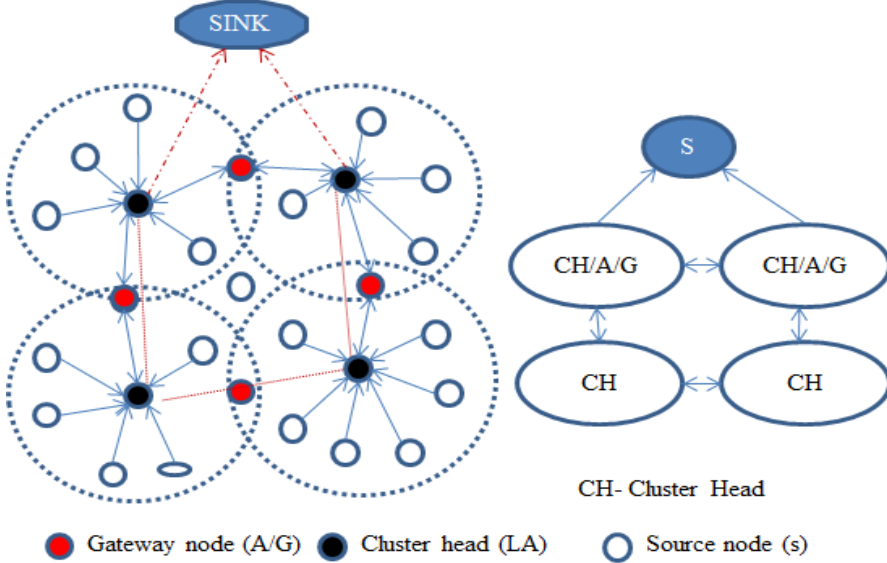 SINK
S
CH/A/G
CH/A/G
CH
CH
CH- Cluster Head
Gateway node (A/G)
Cluster head (LA)
Source node (s)